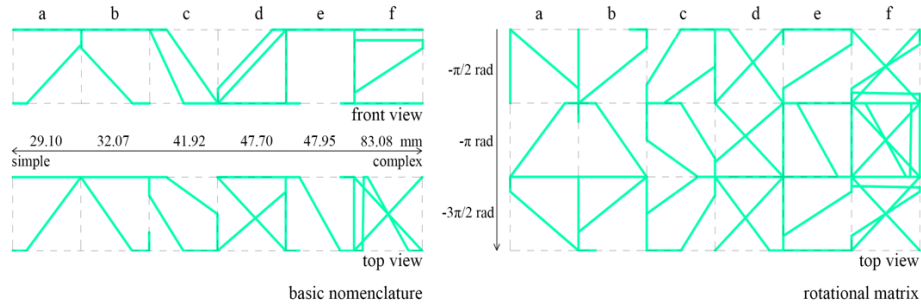 a b c d e f
front view
29.10 32.07 41.92 47.70 47.95 83.08 mm
simple complex
top view
basic nomenclature
a b c d e f
-π/2 rad
-π rad
-3π/2 rad
top view
rotational matrix